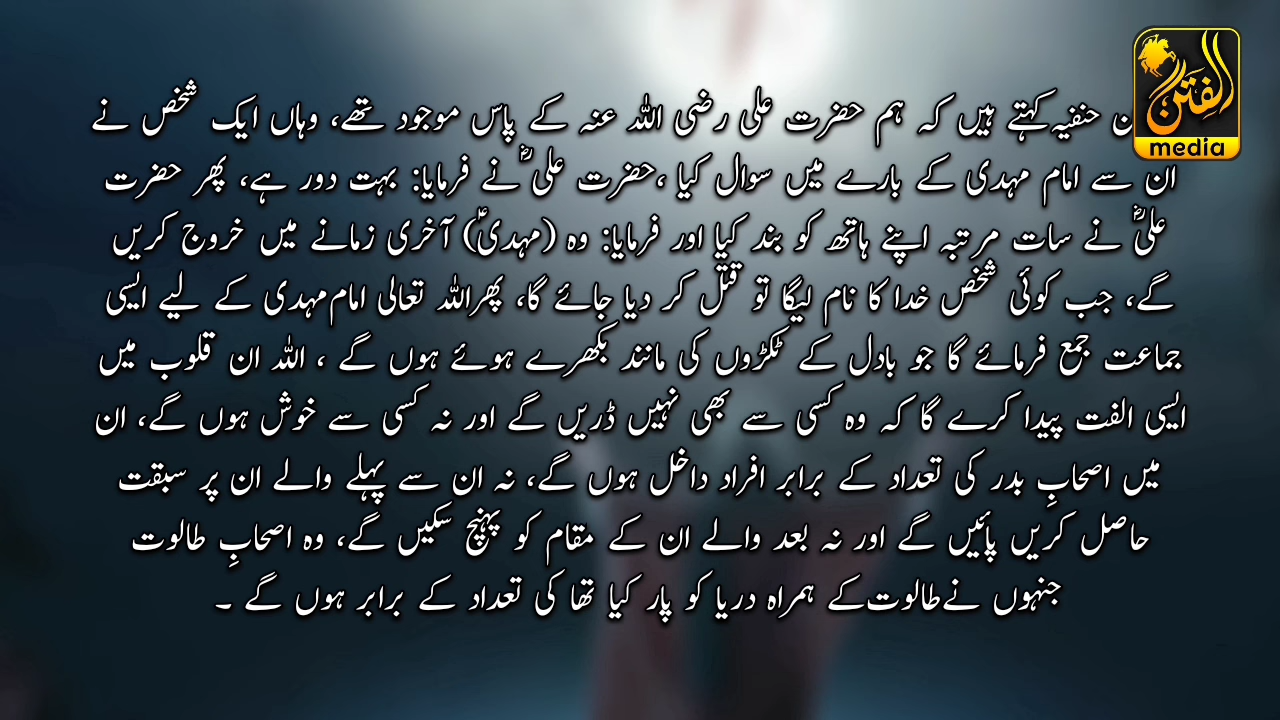 الفتن
media
حنفیہ کہتے ہیں کہ ہم حضرت علی رضی اللہ عنہ کے پاس موجود تھے، وہاں ایک شخص نے
ان سے امام مہدی کے بارے میں سوال کیا ،حضرت علیؓ نے فرمایا: بہت دور ہے، پھر حضرت
علیؓ نے سات مرتبہ اپنے ہاتھ کو بند کیا اور فرمایا: وہ (مہدیؑ) آخری زمانے میں خروج کریں
گے، جب کوئی شخص خدا کا نام لیگا تو قتل کر دیا جائے گا، پھراللہ تعالی امام مہدی کے لیے ایسی
جماعت جمع فرمائے گا جو بادل کے ٹکڑوں کی مانند بکھرے ہوئے ہوں گے ، اللہ ان قلوب میں
ایسی الفت پیدا کرے گا کہ وہ کسی سے بھی نہیں ڈریں گے اور نہ کسی سے خوش ہوں گے، ان
میں اصحابِ بدر کی تعداد کے برابر افراد داخل ہوں گے، نہ ان سے پہلے والے ان پر سبقت
حاصل کریں پائیں گے اور نہ بعد والے ان کے مقام کو پہنچ سکیں گے، وہ اصحابِ طالوت
جنہوں نے طالوت کے ہمراہ دریا کو پار کیا تھا کی تعداد کے برابر ہوں گے ۔